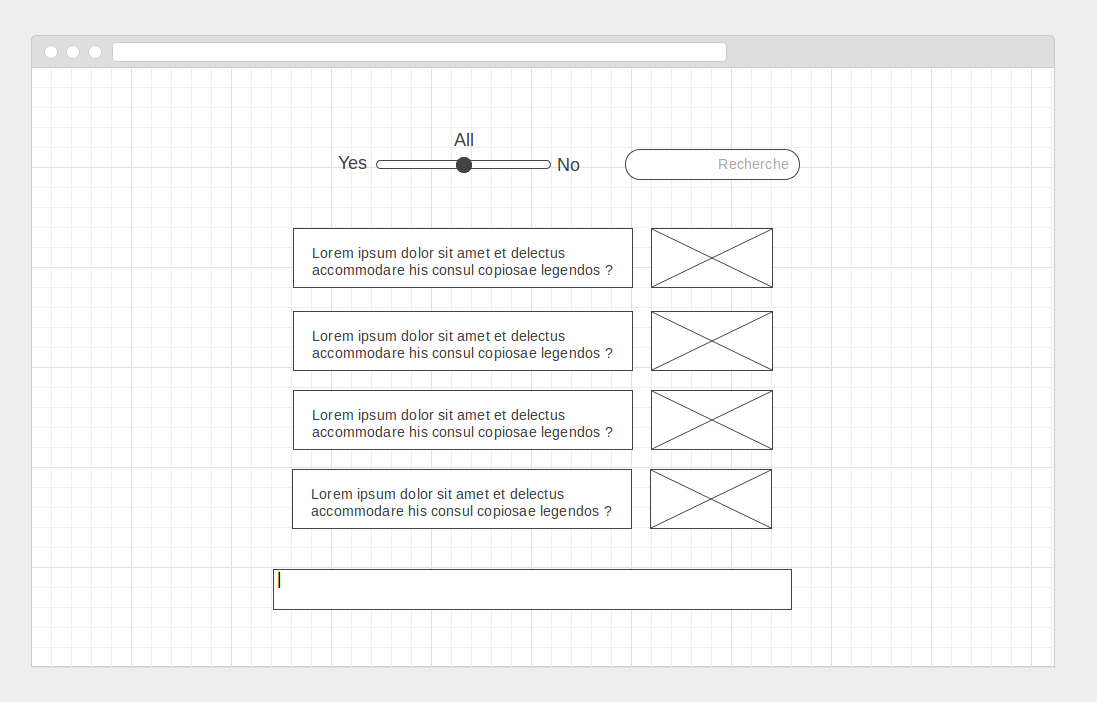 All
Yes
No
Recherche
Lorem ipsum dolor sit amet et delectus
accommodare his consul copiosae legendos ?
Lorem ipsum dolor sit amet et delectus
accommodare his consul copiosae legendos ?
Lorem ipsum dolor sit amet et delectus
accommodare his consul copiosae legendos ?
Lorem ipsum dolor sit amet et delectus
accommodare his consul copiosae legendos ?